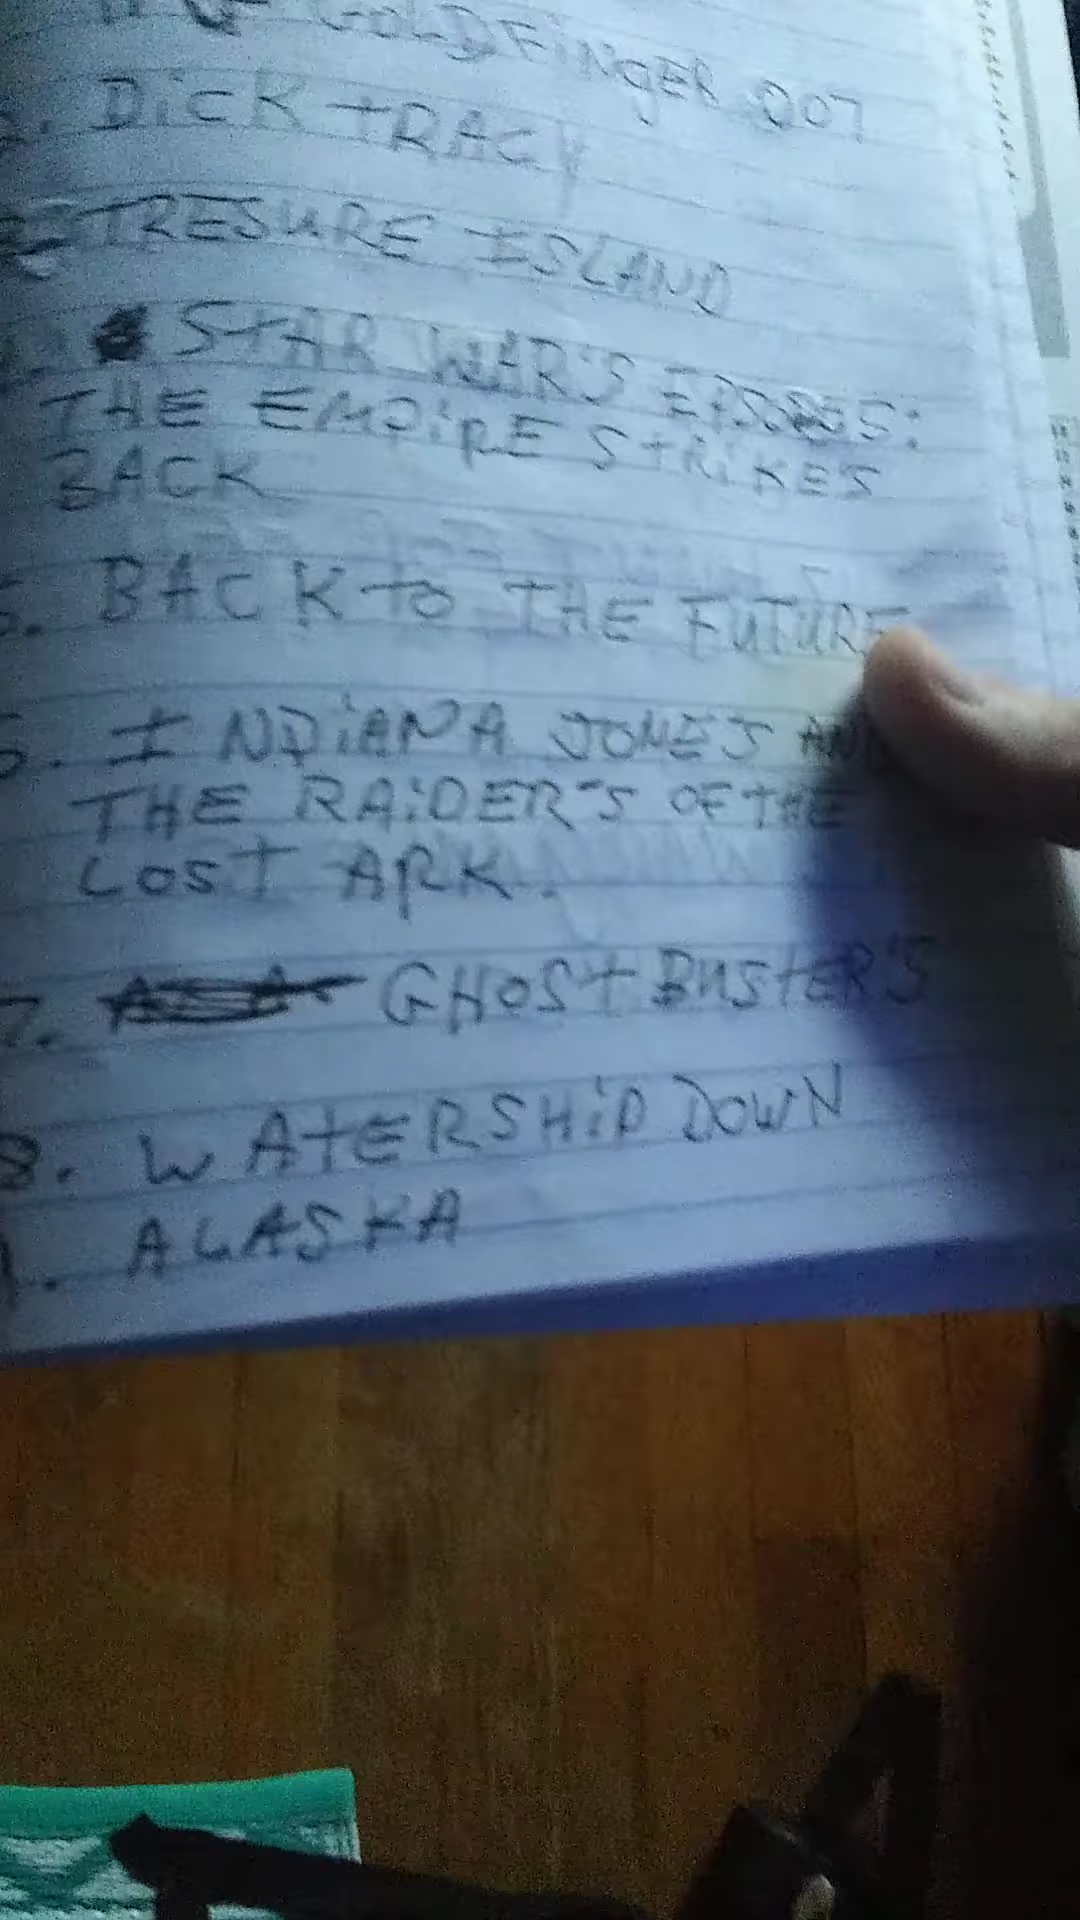 GOLDFiNgER 007
. DiCK tRACY
TRESURE ISLAND
StAR WAR'S
THE EMPiRE StRiKES
BACK
. BACK to THE FUTURE
. INDiANA JONES AND
THE RAiDER'S OF THE
LOST ARK.
7. GHOSt BUStER'S
8. WAtERSHiP DOWN
. ALASKA